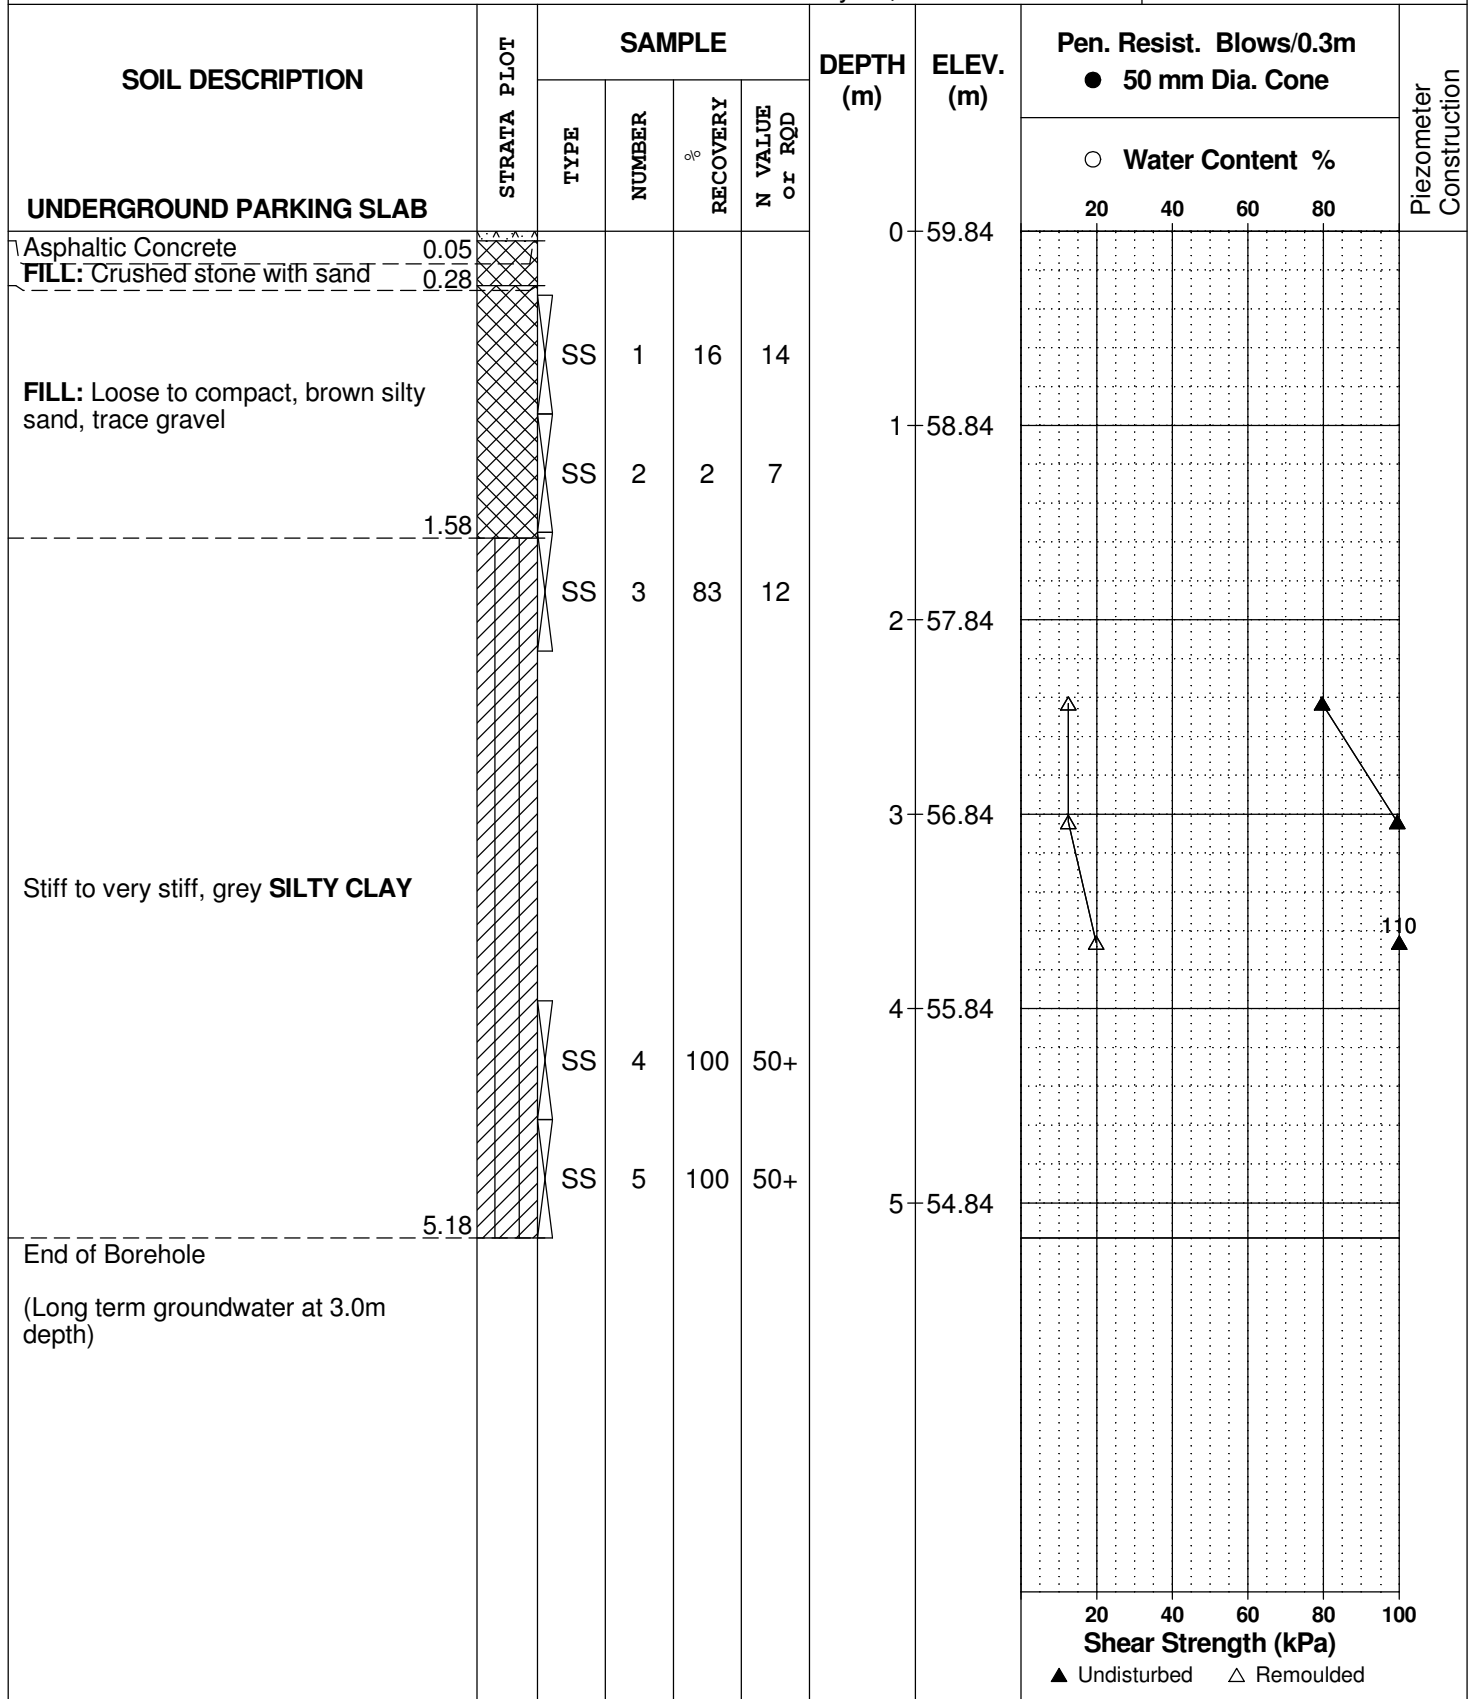 SOIL DESCRIPTION
UNDERGROUND PARKING SLAB
STRATA PLOT
SAMPLE
TYPE
NUMBER
%
RECOVERY
N VALUE
or RQD
DEPTH
(m)
ELEV.
(m)
Pen. Resist. Blows/0.3m
● 50 mm Dia. Cone
○ Water Content %
20 40 60 80
Piezometer
Construction
0 59.84
Asphaltic Concrete 0.05
FILL: Crushed stone with sand 0.28
SS 1 16 14
FILL: Loose to compact, brown silty
sand, trace gravel
1 58.84
SS 2 2 7
1.58
SS 3 83 12
2 57.84
3 56.84
Stiff to very stiff, grey SILTY CLAY
110
4 55.84
SS 4 100 50+
SS 5 100 50+
5 54.84
5.18
End of Borehole
(Long term groundwater at 3.0m
depth)
20 40 60 80 100
Shear Strength (kPa)
▲ Undisturbed △ Remoulded